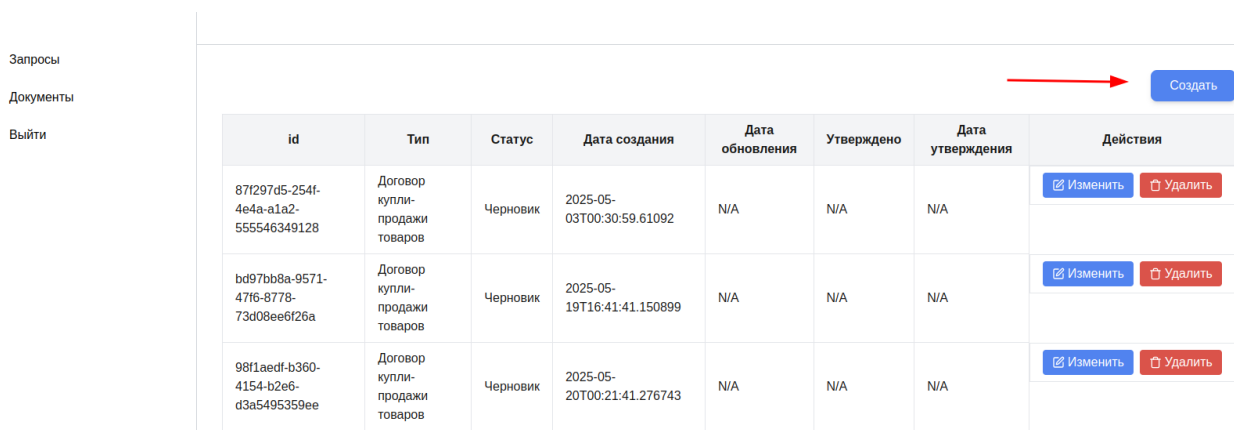 Запросы
Документы
Выйти
Создать
id
Тип
Статус
Дата создания
Дата
обновления
Утверждено
Дата
утверждения
Действия
87f297d5-254f-
4e4a-a1a2-
555546349128
Договор
купли-
продажи
товаров
Черновик
2025-05-
03T00:30:59.61092
N/A
N/A
N/A
Изменить
Удалить
bd97bb8a-9571-
47f6-8778-
73d08ee6f26a
Договор
купли-
продажи
товаров
Черновик
2025-05-
19T16:41:41.150899
N/A
N/A
N/A
Изменить
Удалить
98f1aedf-b360-
4154-b2e6-
d3a5495359ee
Договор
купли-
продажи
товаров
Черновик
2025-05-
20T00:21:41.276743
N/A
N/A
N/A
Изменить
Удалить